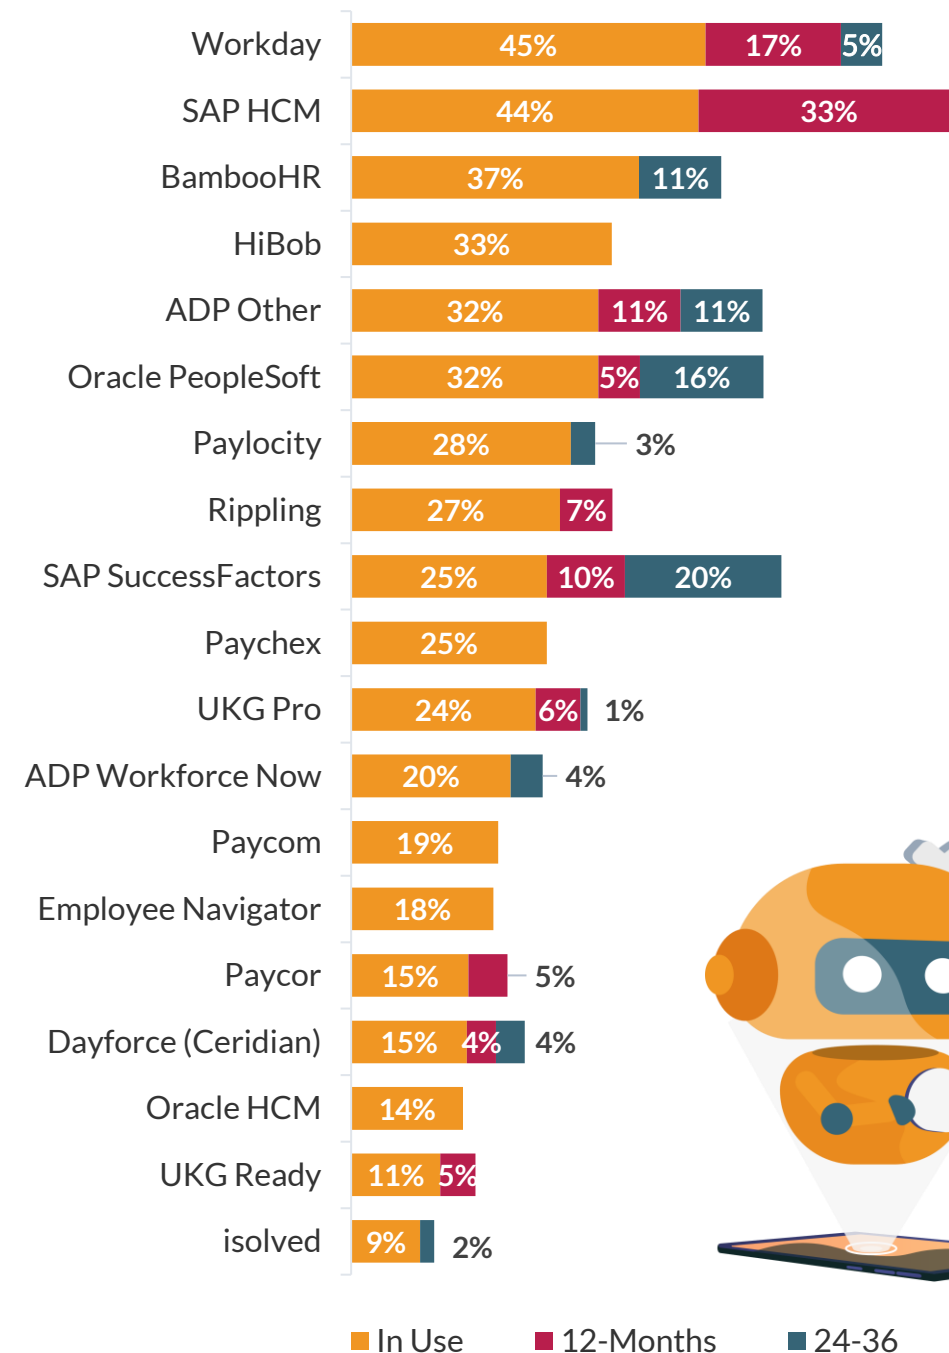 Workday 45% 17% 5%
SAP HCM 44% 33%
BambooHR 37% 11%
HiBob 33%
ADP Other 32% 11% 11%
Oracle PeopleSoft 32% 5% 16%
Paylocity 28% 3%
Rippling 27% 7%
SAP SuccessFactors 25% 10% 20%
Paychex 25%
UKG Pro 24% 6% 1%
ADP Workforce Now 20% 4%
Paycom 19%
Employee Navigator 18%
Paycor 15% 5%
Dayforce (Ceridian) 15% 4% 4%
Oracle HCM 14%
UKG Ready 11% 5%
isolved 9% 2%
In Use 12-Months 24-36